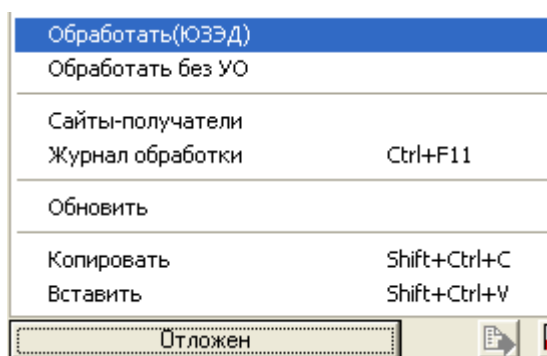 Обработать(ЮЗЭД)
Обработать без УО
Сайты-получатели
Журнал обработки Ctrl+F11
Обновить
Копировать Shift+Ctrl+C
Вставить Shift+Ctrl+V
Отложен